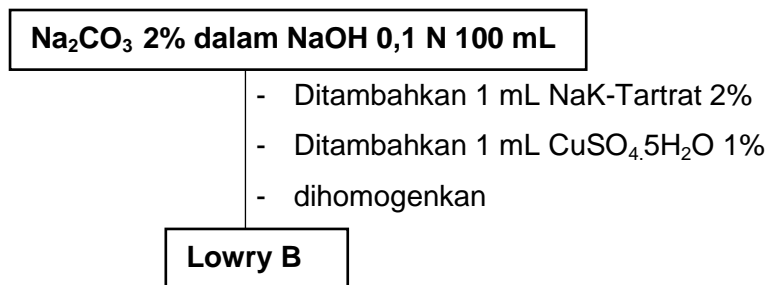 Na₂CO₃ 2% dalam NaOH 0,1 N 100 mL
- Ditambahkan 1 mL NaK-Tartrat 2%
- Ditambahkan 1 mL CuSO₄.5H₂O 1%
- dihomogenkan
Lowry B